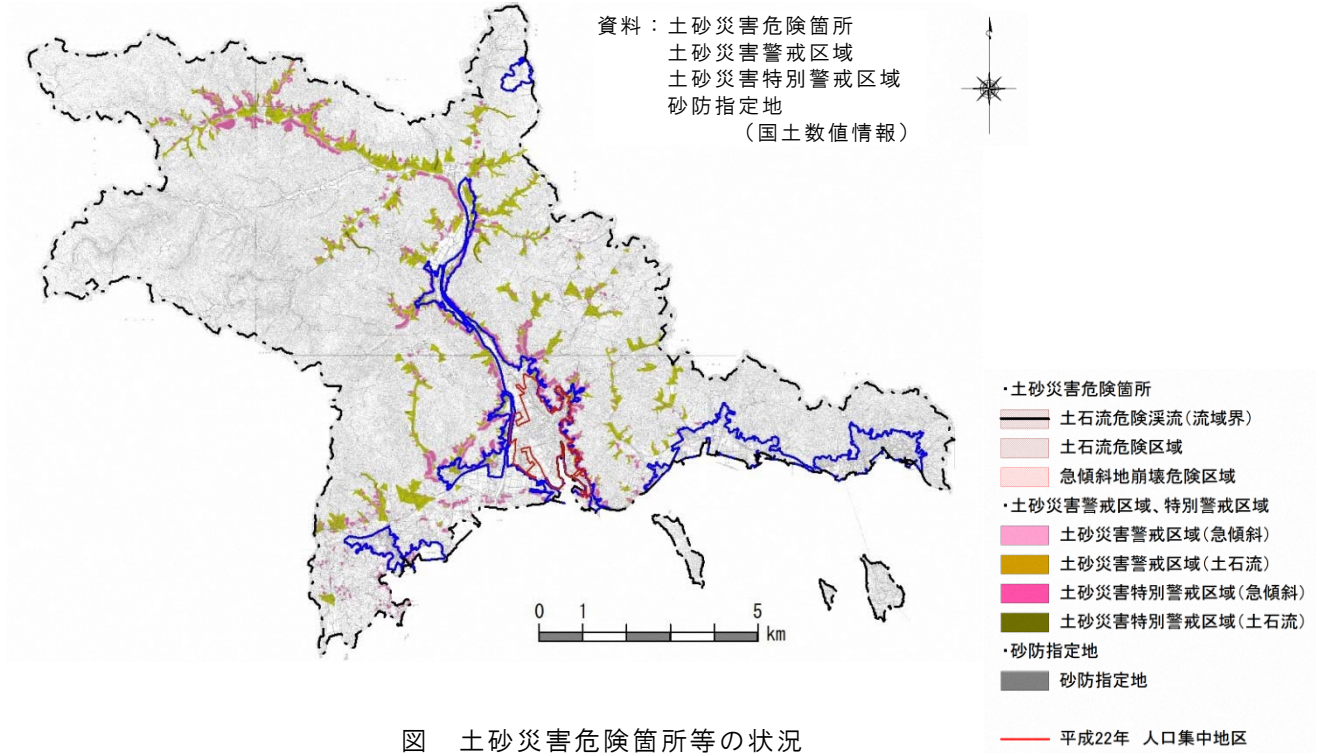 資料：土砂災害危険箇所
土砂災害警戒区域
土砂災害特別警戒区域
砂防指定地
（国土数値情報）
0 1 5
km
・土砂災害危険箇所
土石流危険渓流（流域界）
土石流危険区域
急傾斜地崩壊危険区域
・土砂災害警戒区域、特別警戒区域
土砂災害警戒区域（急傾斜）
土砂災害警戒区域（土石流）
土砂災害特別警戒区域（急傾斜）
土砂災害特別警戒区域（土石流）
・砂防指定地
砂防指定地
平成22年 人口集中地区
図 土砂災害危険箇所等の状況